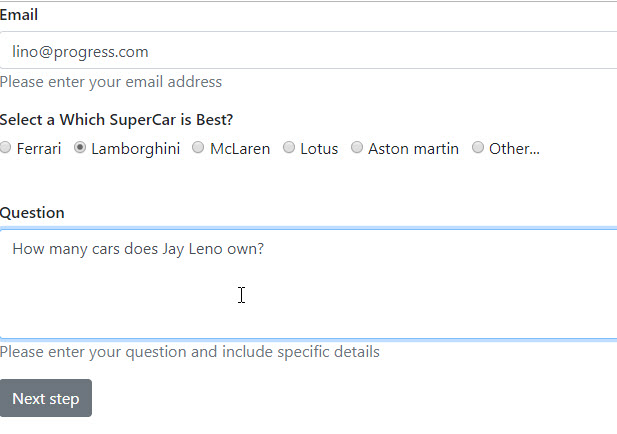 Email
lino@progress.com
Please enter your email address
Select a Which SuperCar is Best?
Ferrari Lamborghini McLaren Lotus Aston martin Other...
Question
How many cars does Jay Leno own?
Please enter your question and include specific details
Next step